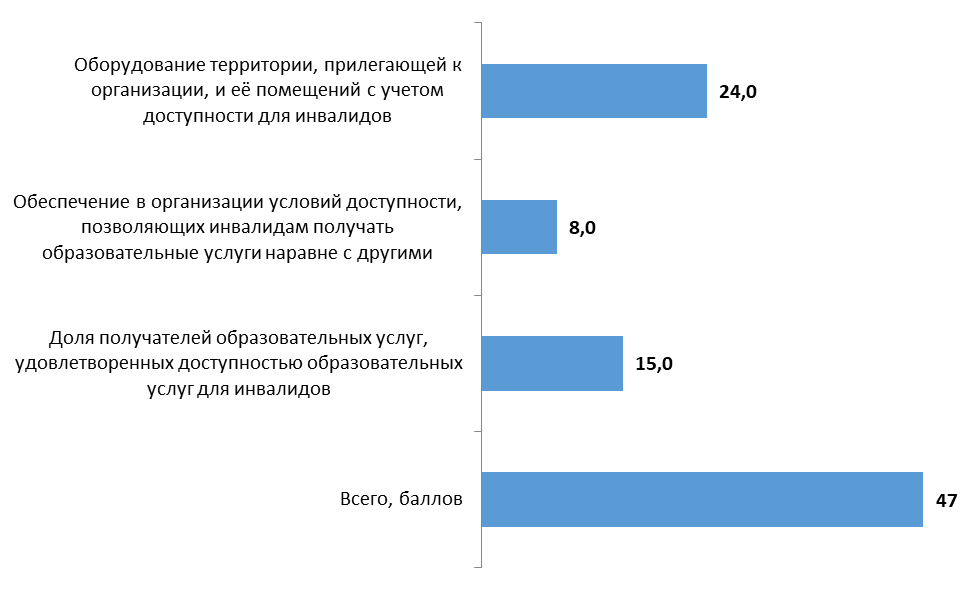 Оборудование территории, прилегающей к
организации, и её помещений с учетом
доступности для инвалидов
24,0
Обеспечение в организации условий доступности,
позволяющих инвалидам получать
образовательные услуги наравне с другими
8,0
Доля получателей образовательных услуг,
удовлетворенных доступностью образовательных
услуг для инвалидов
15,0
Всего, баллов
47